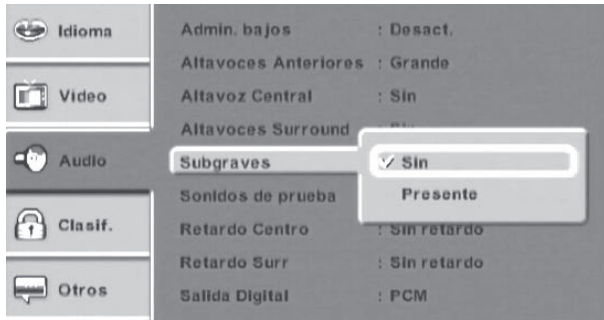 Idioma
Video
Audio
Clasif.
Otros
Admin. bajos : Desact.
Altavoces Anteriores : Grande
Altavoz Central : Sin
Altavoces Surround
Subgraves
Sin
Presente
Sonidos de prueba
Retardo Centro : Sin retardo
Retardo Surr : Sin retardo
Salida Digital : PCM